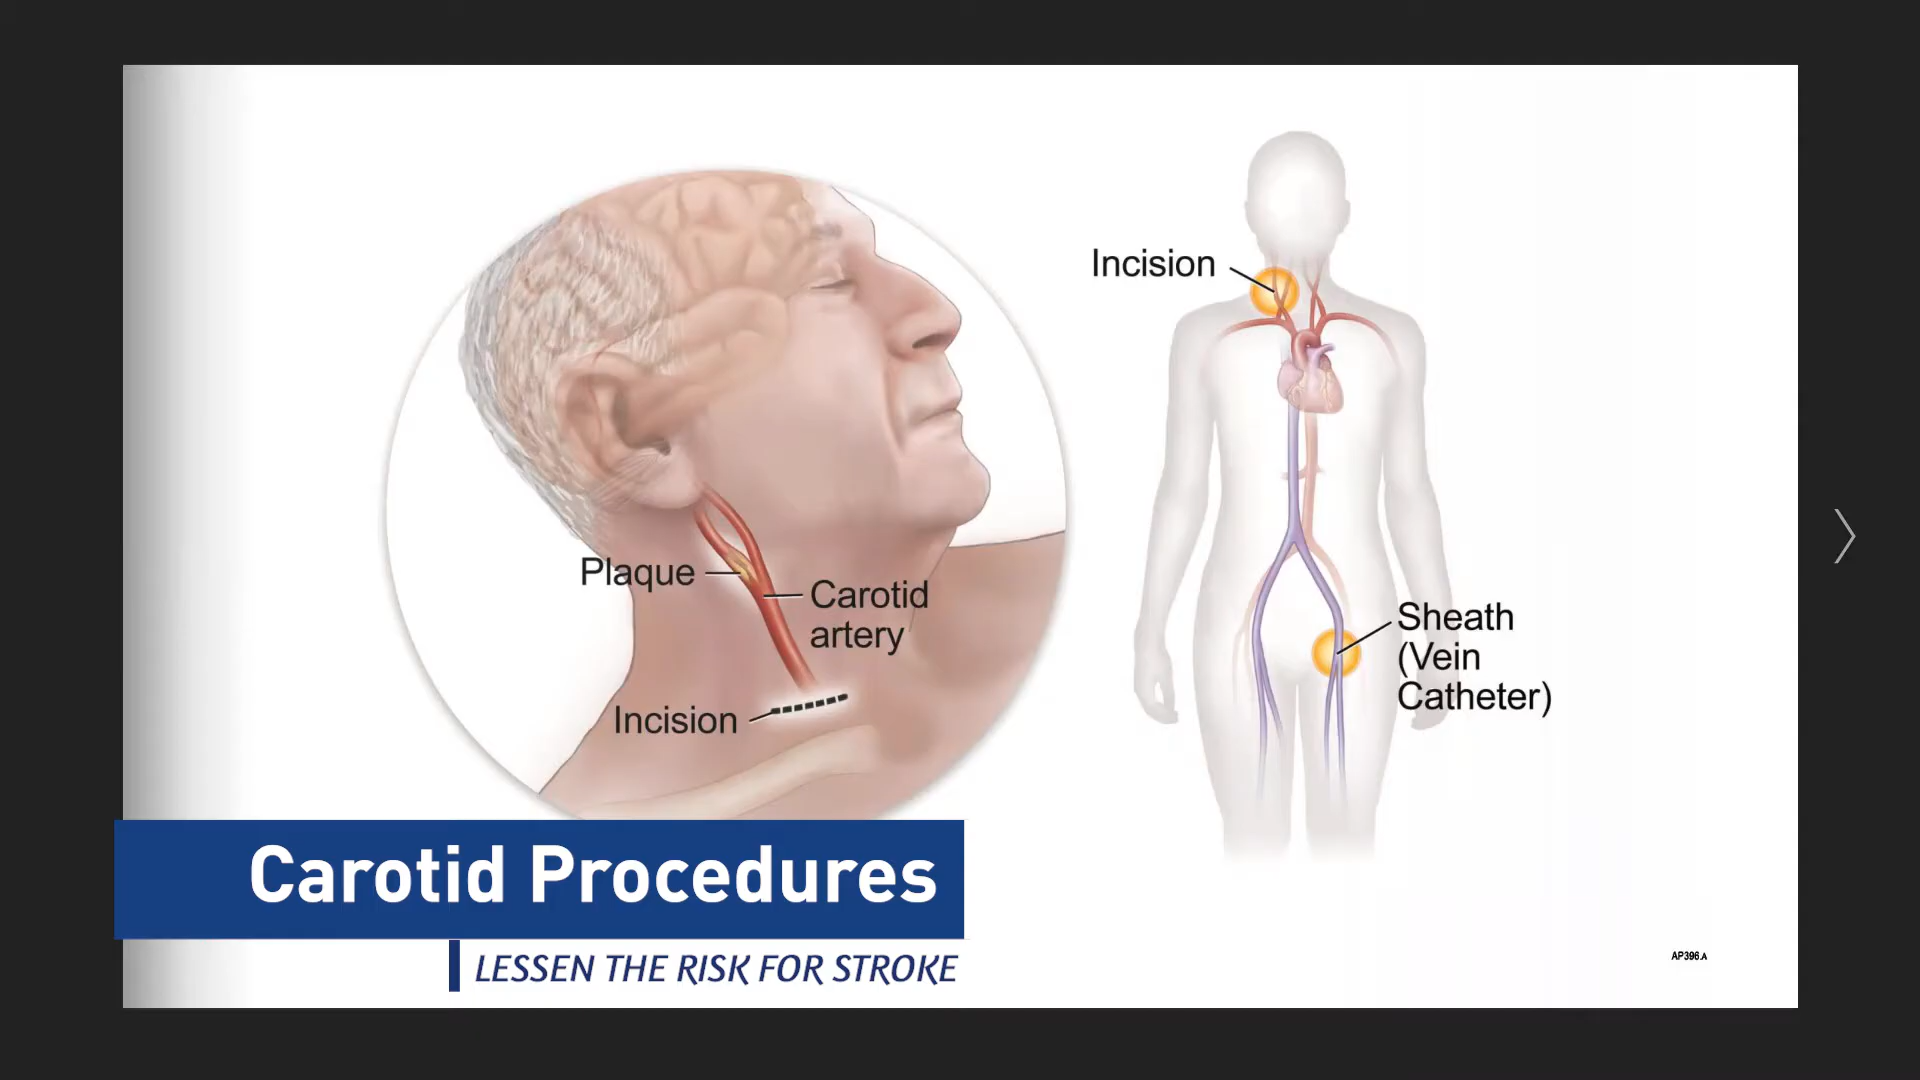 Incision
Plaque
Carotid
artery
Incision
Sheath
(Vein
Catheter)
Carotid Procedures
LESSEN THE RISK FOR STROKE
AP396.A